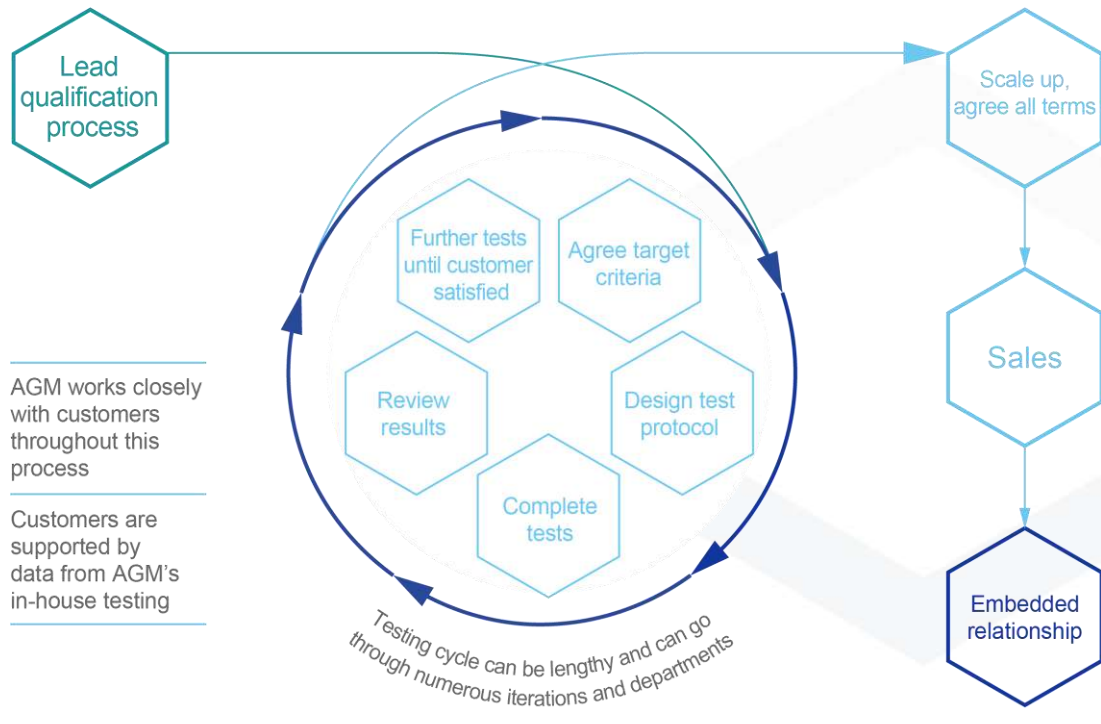 Lead
qualification
process
Scale up,
agree all terms
Further tests
until customer
satisfied
Agree target
criteria
Review
results
Design test
protocol
Complete
tests
Sales
Embedded
relationship
AGM works closely
with customers
throughout this
process
Customers are
supported by
data from AGM’s
in-house testing
Testing cycle can be lengthy and can go
through numerous iterations and departments